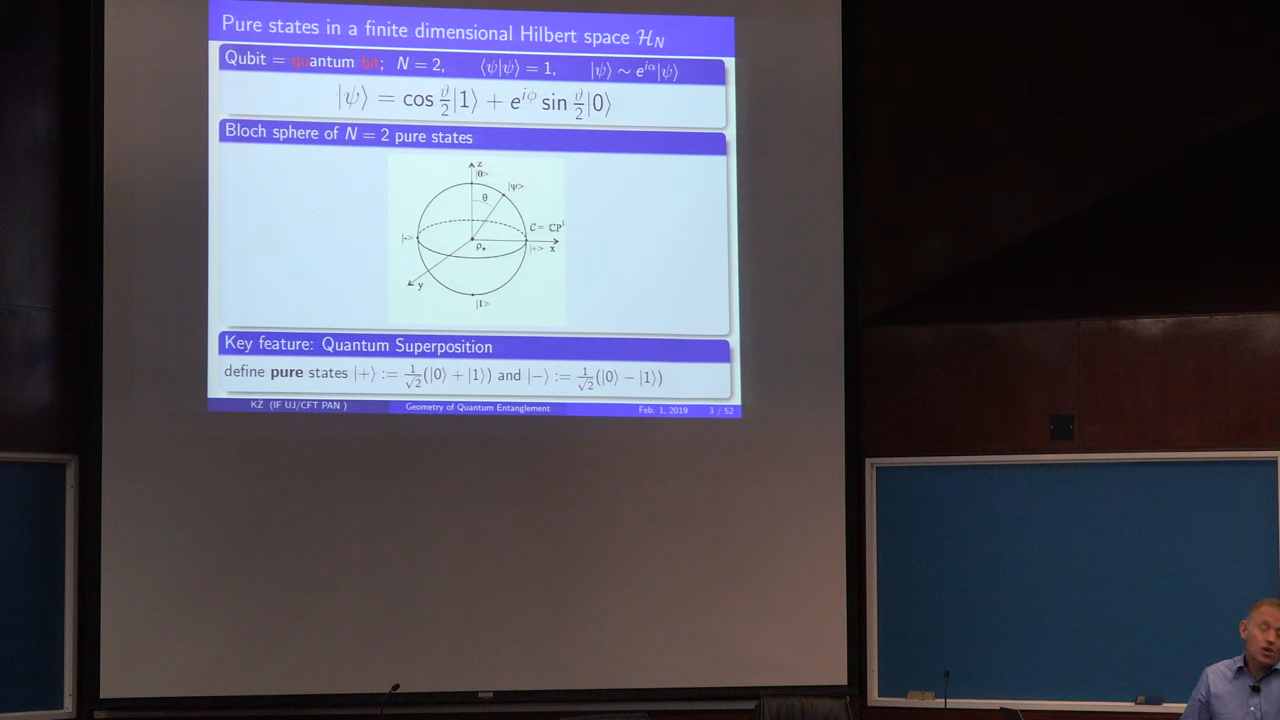 Pure states in a finite dimensional Hilbert space ℋ_N
Qubit = quantum bit; N = 2, ⟨ψ|ψ⟩ = 1, |ψ⟩ ∼ e^{iα}|ψ⟩
|ψ⟩ = cos ϑ/2 |1⟩ + e^{iϕ} sin ϑ/2 |0⟩
Bloch sphere of N = 2 pure states
z
|0>
|ψ>
θ
C = CP¹
|->
ρ*
|+> x
y
|1>
Key feature: Quantum Superposition
define pure states |+⟩ := 1/√2 (|0⟩ + |1⟩) and |−⟩ := 1/√2 (|0⟩ − |1⟩)
KŻ (IF UJ/CFT PAN ) Geometry of Quantum Entanglement Feb. 1, 2019 3 / 52